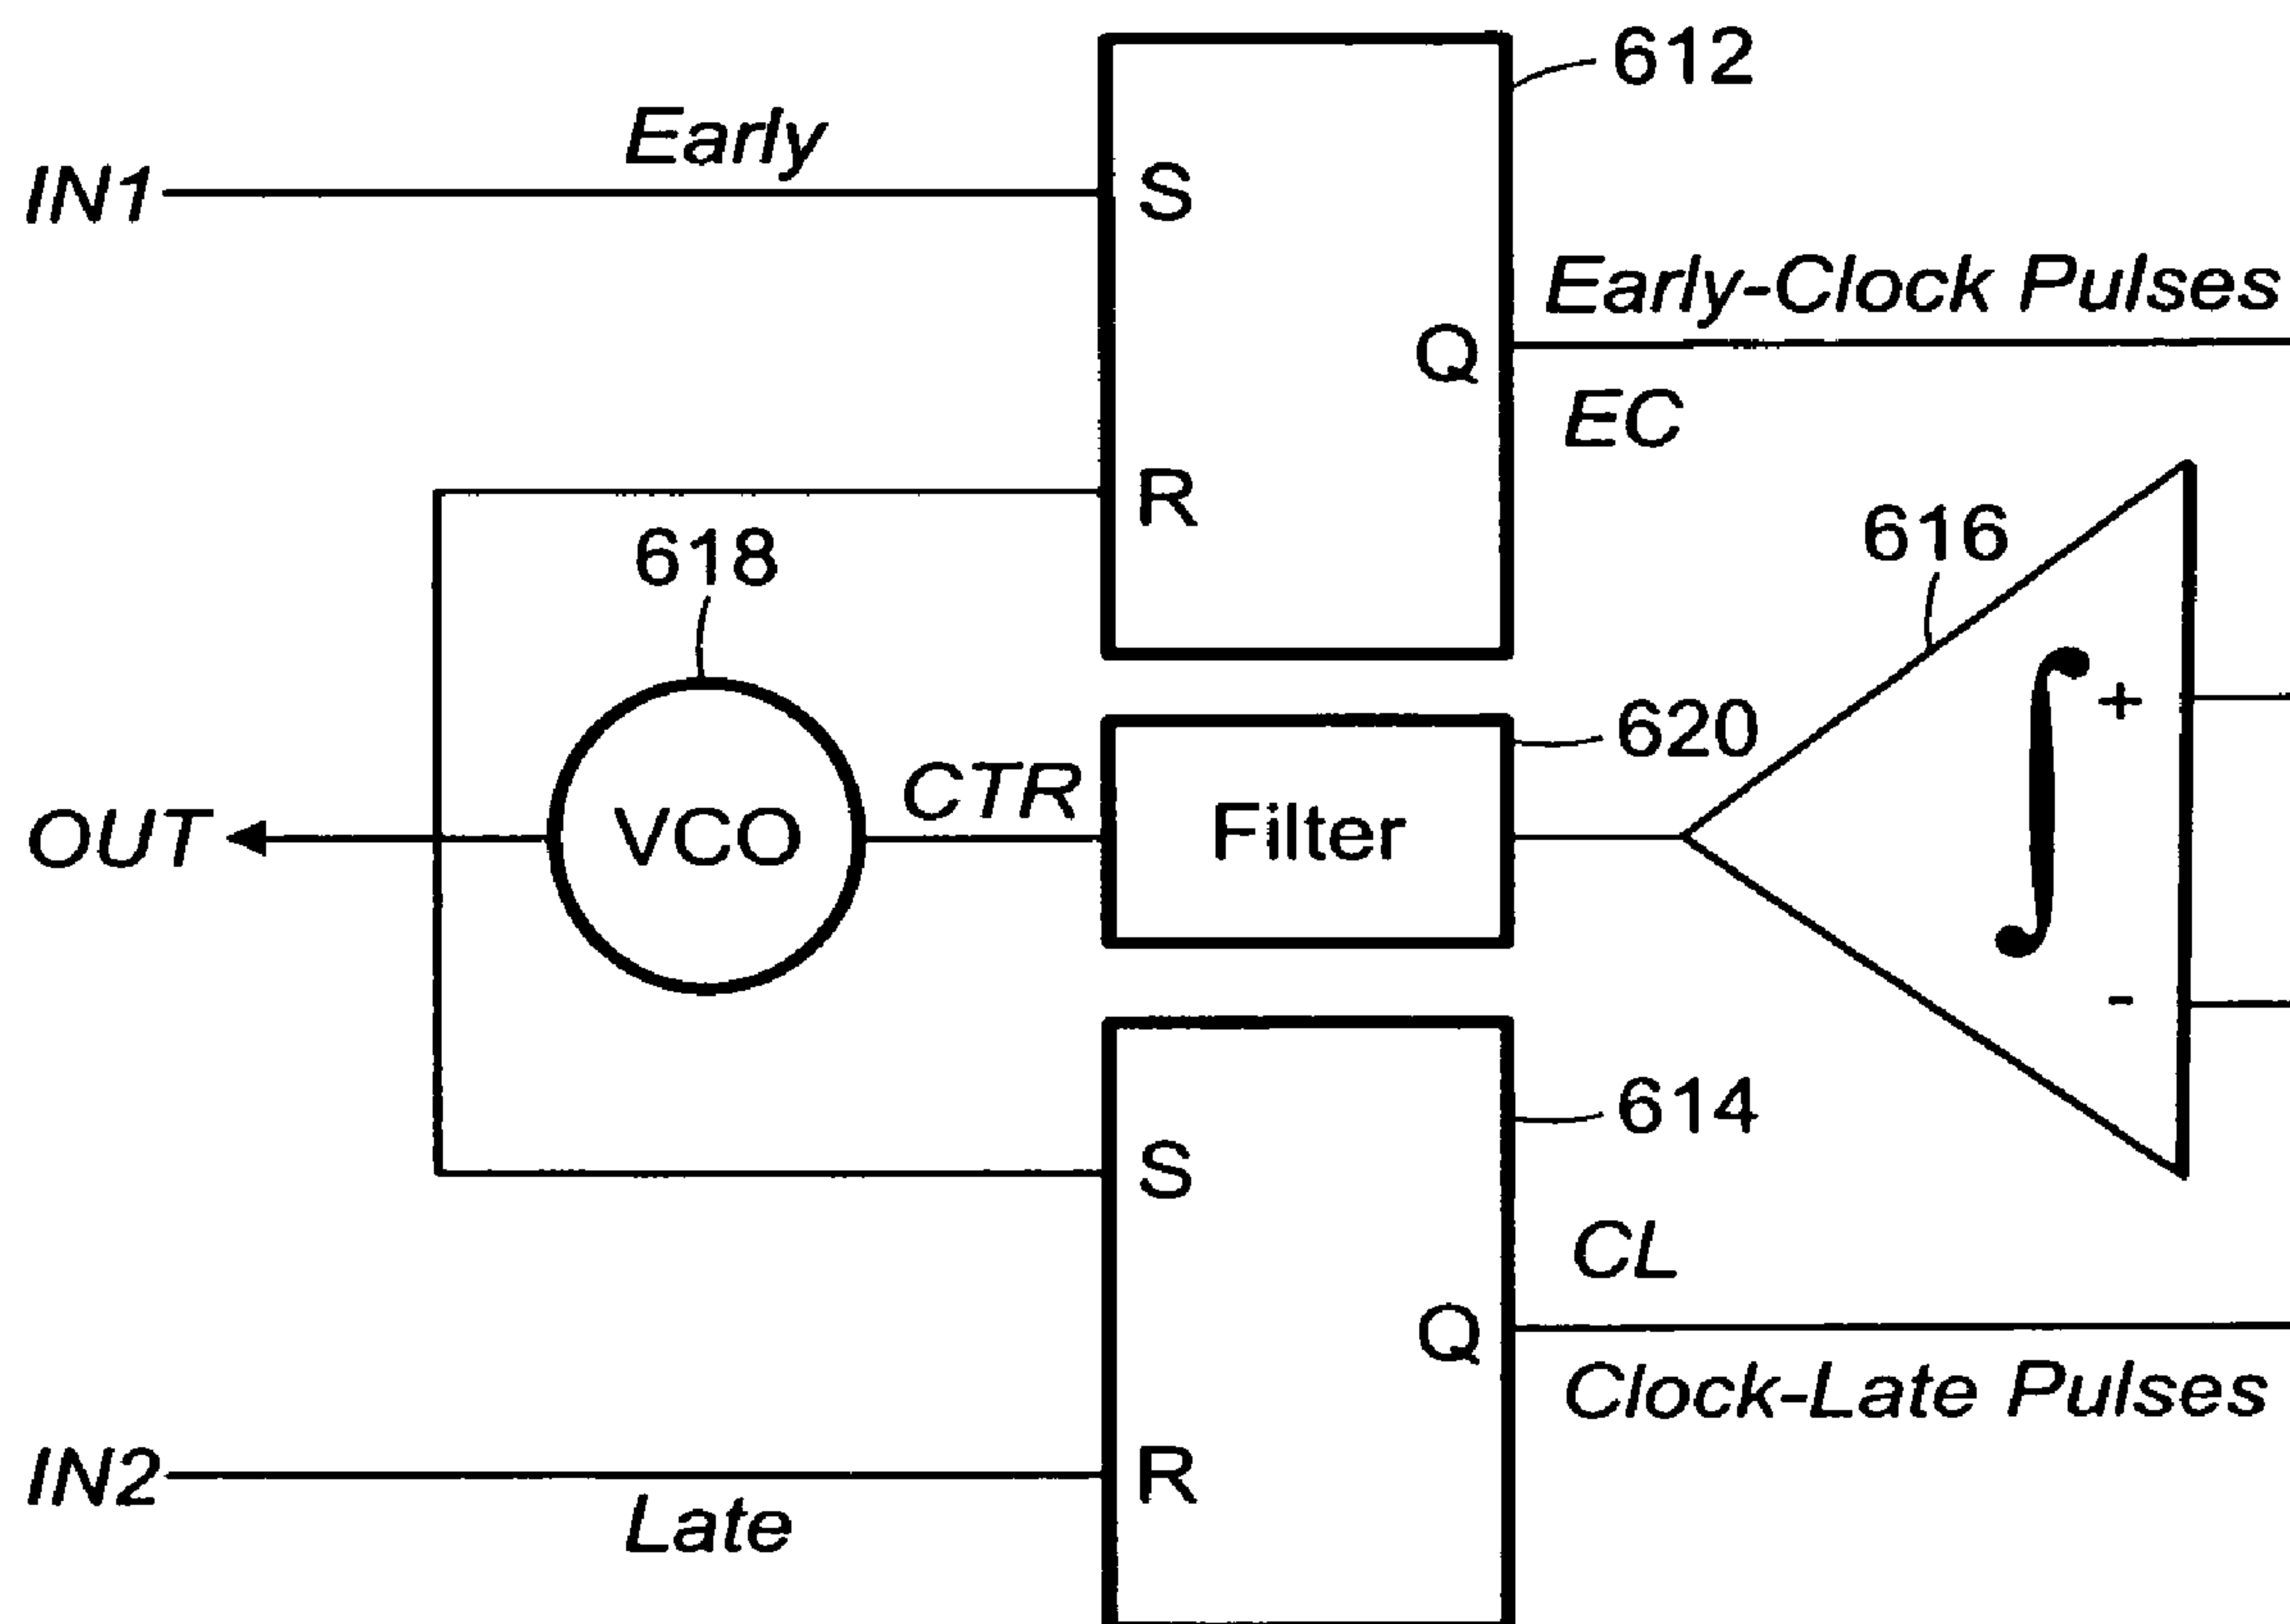 612
Early
IN1
S
Early-Clock Pulses
Q
EC
R
616
618
+
620
CTR
OUT
VCO
Filter
∫
-
614
S
CL
Q
Clock-Late Pulses
IN2
R
Late